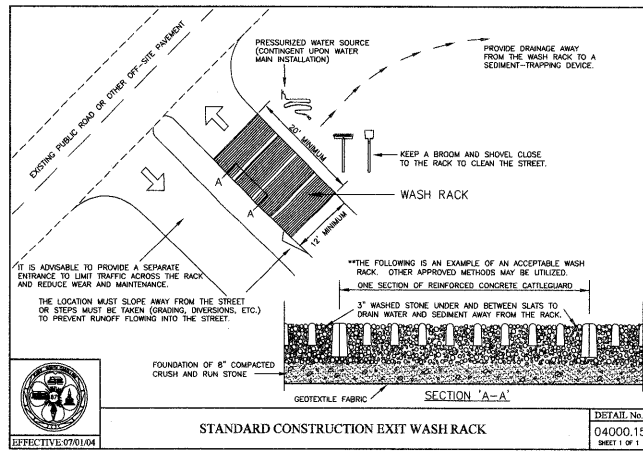 PRESSURIZED WATER SOURCE
(CONTINGENT UPON WATER
MAIN INSTALLATION)
PROVIDE DRAINAGE AWAY
FROM THE WASH RACK TO A
SEDIMENT-TRAPPING DEVICE.
EXISTING PUBLIC ROAD OR OTHER OFF-SITE PAVEMENT
20' MINIMUM
KEEP A BROOM AND SHOVEL CLOSE
TO THE RACK TO CLEAN THE STREET.
A
A
WASH RACK
12' MINIMUM
IT IS ADVISABLE TO PROVIDE A SEPARATE
ENTRANCE TO LIMIT TRAFFIC ACROSS THE RACK
AND REDUCE WEAR AND MAINTENANCE.
THE LOCATION MUST SLOPE AWAY FROM THE STREET
OR STEPS MUST BE TAKEN (GRADING, DIVERSIONS, ETC.)
TO PREVENT RUNOFF FLOWING INTO THE STREET.
**THE FOLLOWING IS AN EXAMPLE OF AN ACCEPTABLE WASH
RACK. OTHER APPROVED METHODS MAY BE UTILIZED.
ONE SECTION OF REINFORCED CONCRETE CATTLEGUARD
3" WASHED STONE UNDER AND BETWEEN SLATS TO
DRAIN WATER AND SEDIMENT AWAY FROM THE RACK.
FOUNDATION OF 8" COMPACTED
CRUSH AND RUN STONE
GEOTEXTILE FABRIC
SECTION 'A-A'
EFFECTIVE:07/01/04
STANDARD CONSTRUCTION EXIT WASH RACK
DETAIL No.
04000.15
SHEET 1 OF 1